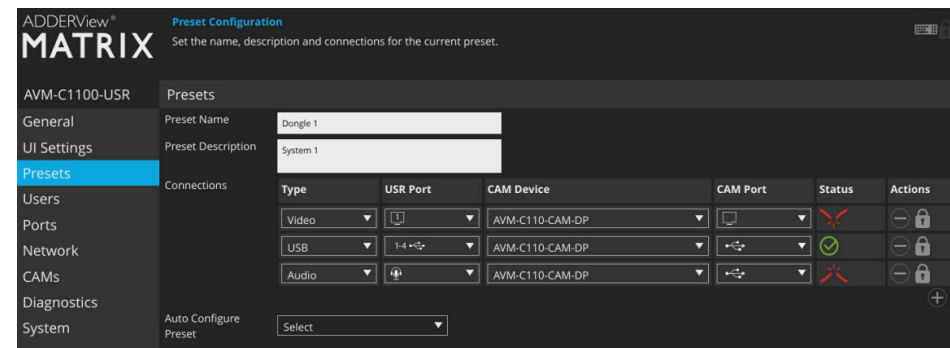 ADDERView®
MATRIX
Preset Configuration
Set the name, description and connections for the current preset.
AVM-C1100-USR
Presets
General
UI Settings
Presets
Users
Ports
Network
CAMs
Diagnostics
System
Preset Name
Dongle 1
Preset Description
System 1
Connections
Type USR Port CAM Device CAM Port Status Actions
Video 1 AVM-C110-CAM-DP
USB 1-4 AVM-C110-CAM-DP
Audio AVM-C110-CAM-DP
Auto Configure
Preset
Select